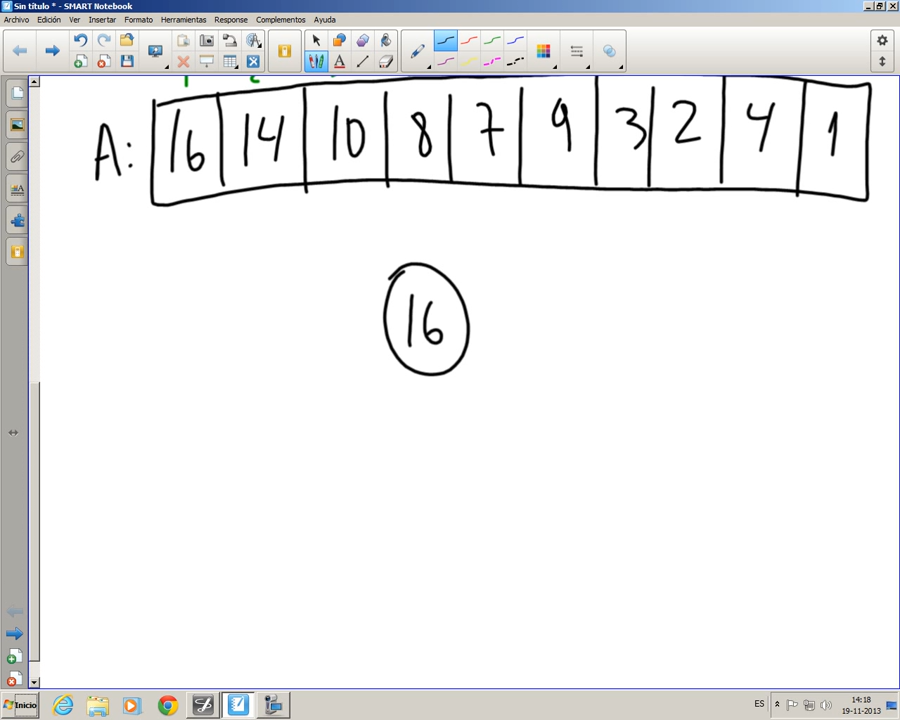 Sin título * - SMART Notebook
Archivo Edición Ver Insertar Formato Herramientas Response Complementos Ayuda
A: 16 14 10 8 7 9 3 2 4 1
16
Inicio
ES
14:18
19-11-2013